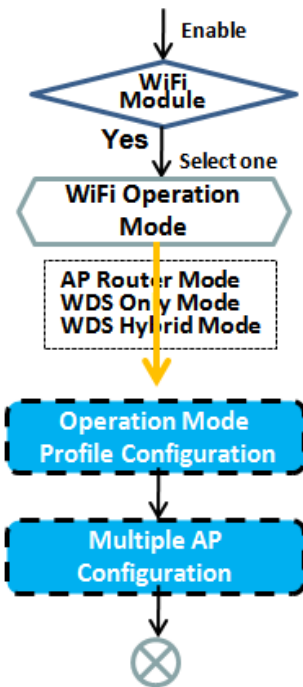 Enable
WiFi
Module
Yes
Select one
WiFi Operation
Mode
AP Router Mode
WDS Only Mode
WDS Hybrid Mode
Operation Mode
Profile Configuration
Multiple AP
Configuration